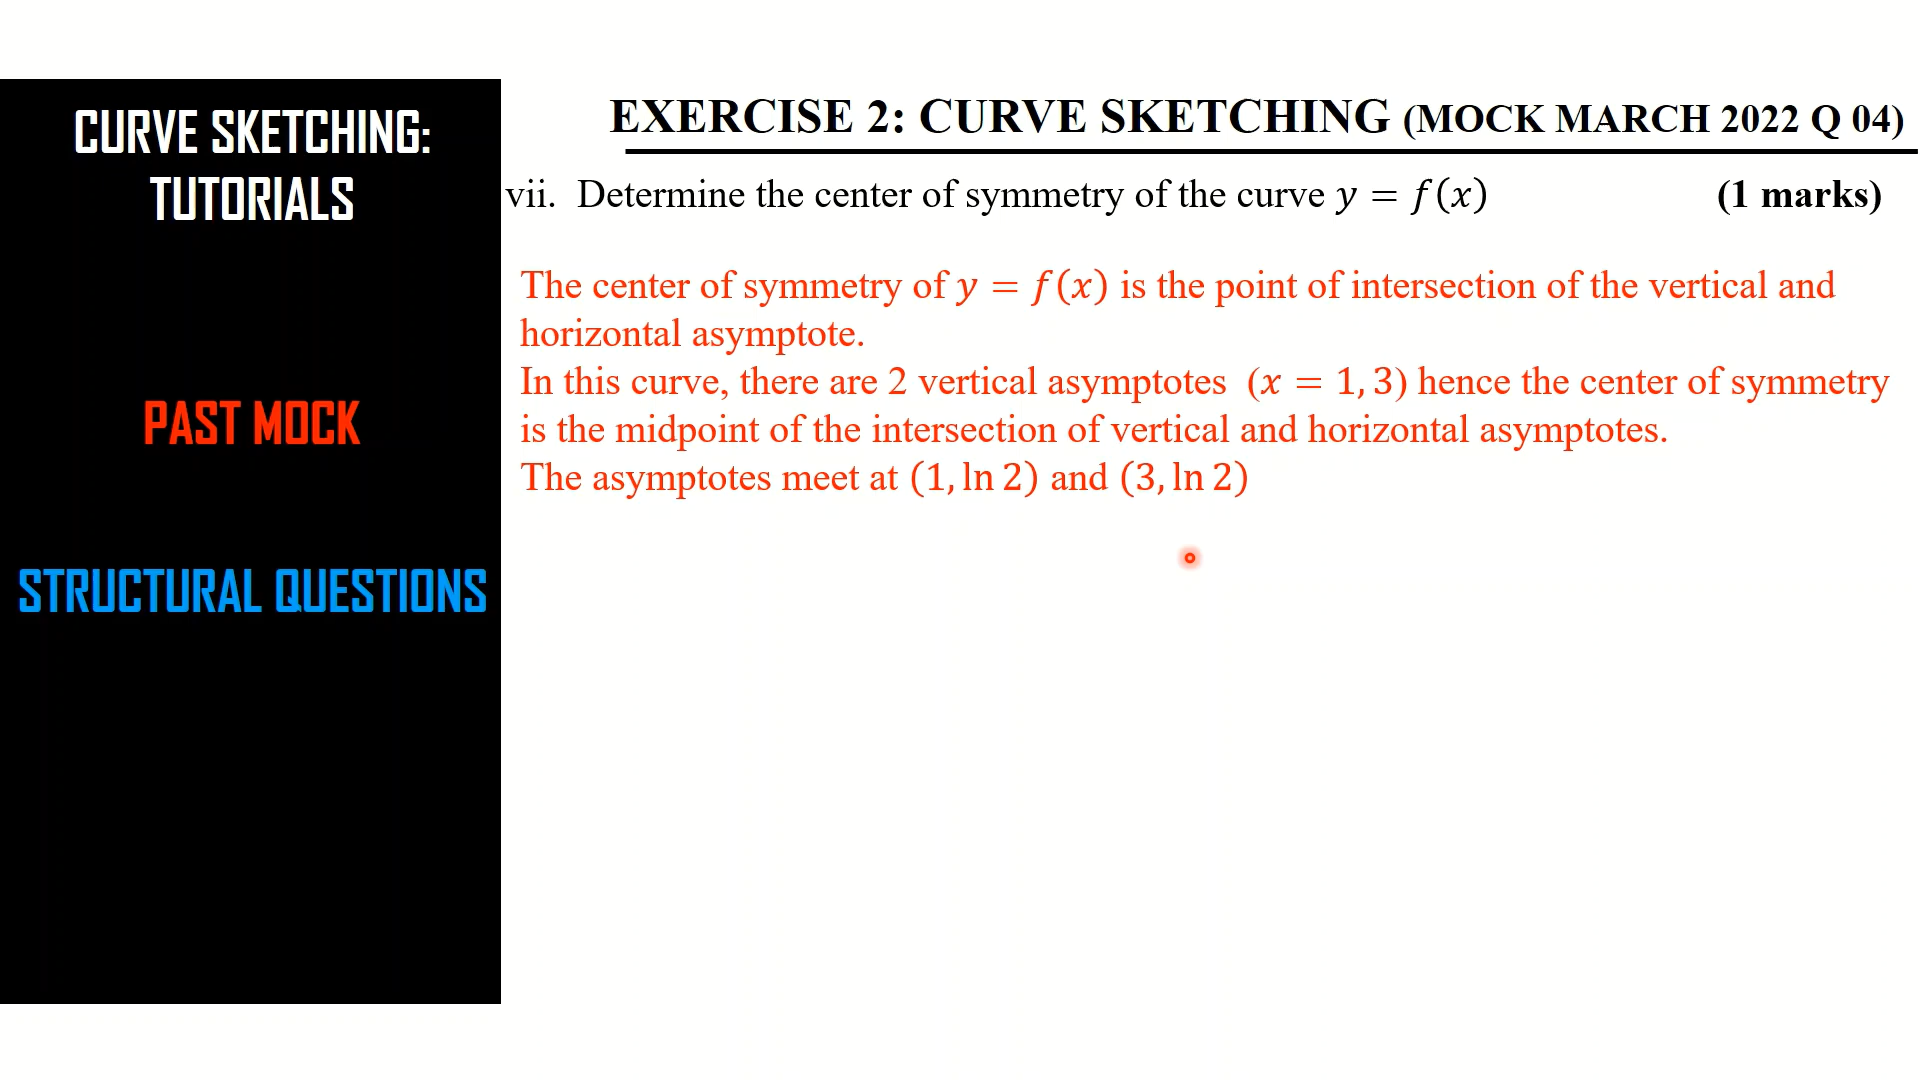 CURVE SKETCHING:
TUTORIALS
PAST MOCK
STRUCTURAL QUESTIONS
EXERCISE 2: CURVE SKETCHING (MOCK MARCH 2022 Q 04)
vii. Determine the center of symmetry of the curve y = f(x) (1 marks)
The center of symmetry of y = f(x) is the point of intersection of the vertical and
horizontal asymptote.
In this curve, there are 2 vertical asymptotes (x = 1, 3) hence the center of symmetry
is the midpoint of the intersection of vertical and horizontal asymptotes.
The asymptotes meet at (1, ln 2) and (3, ln 2)